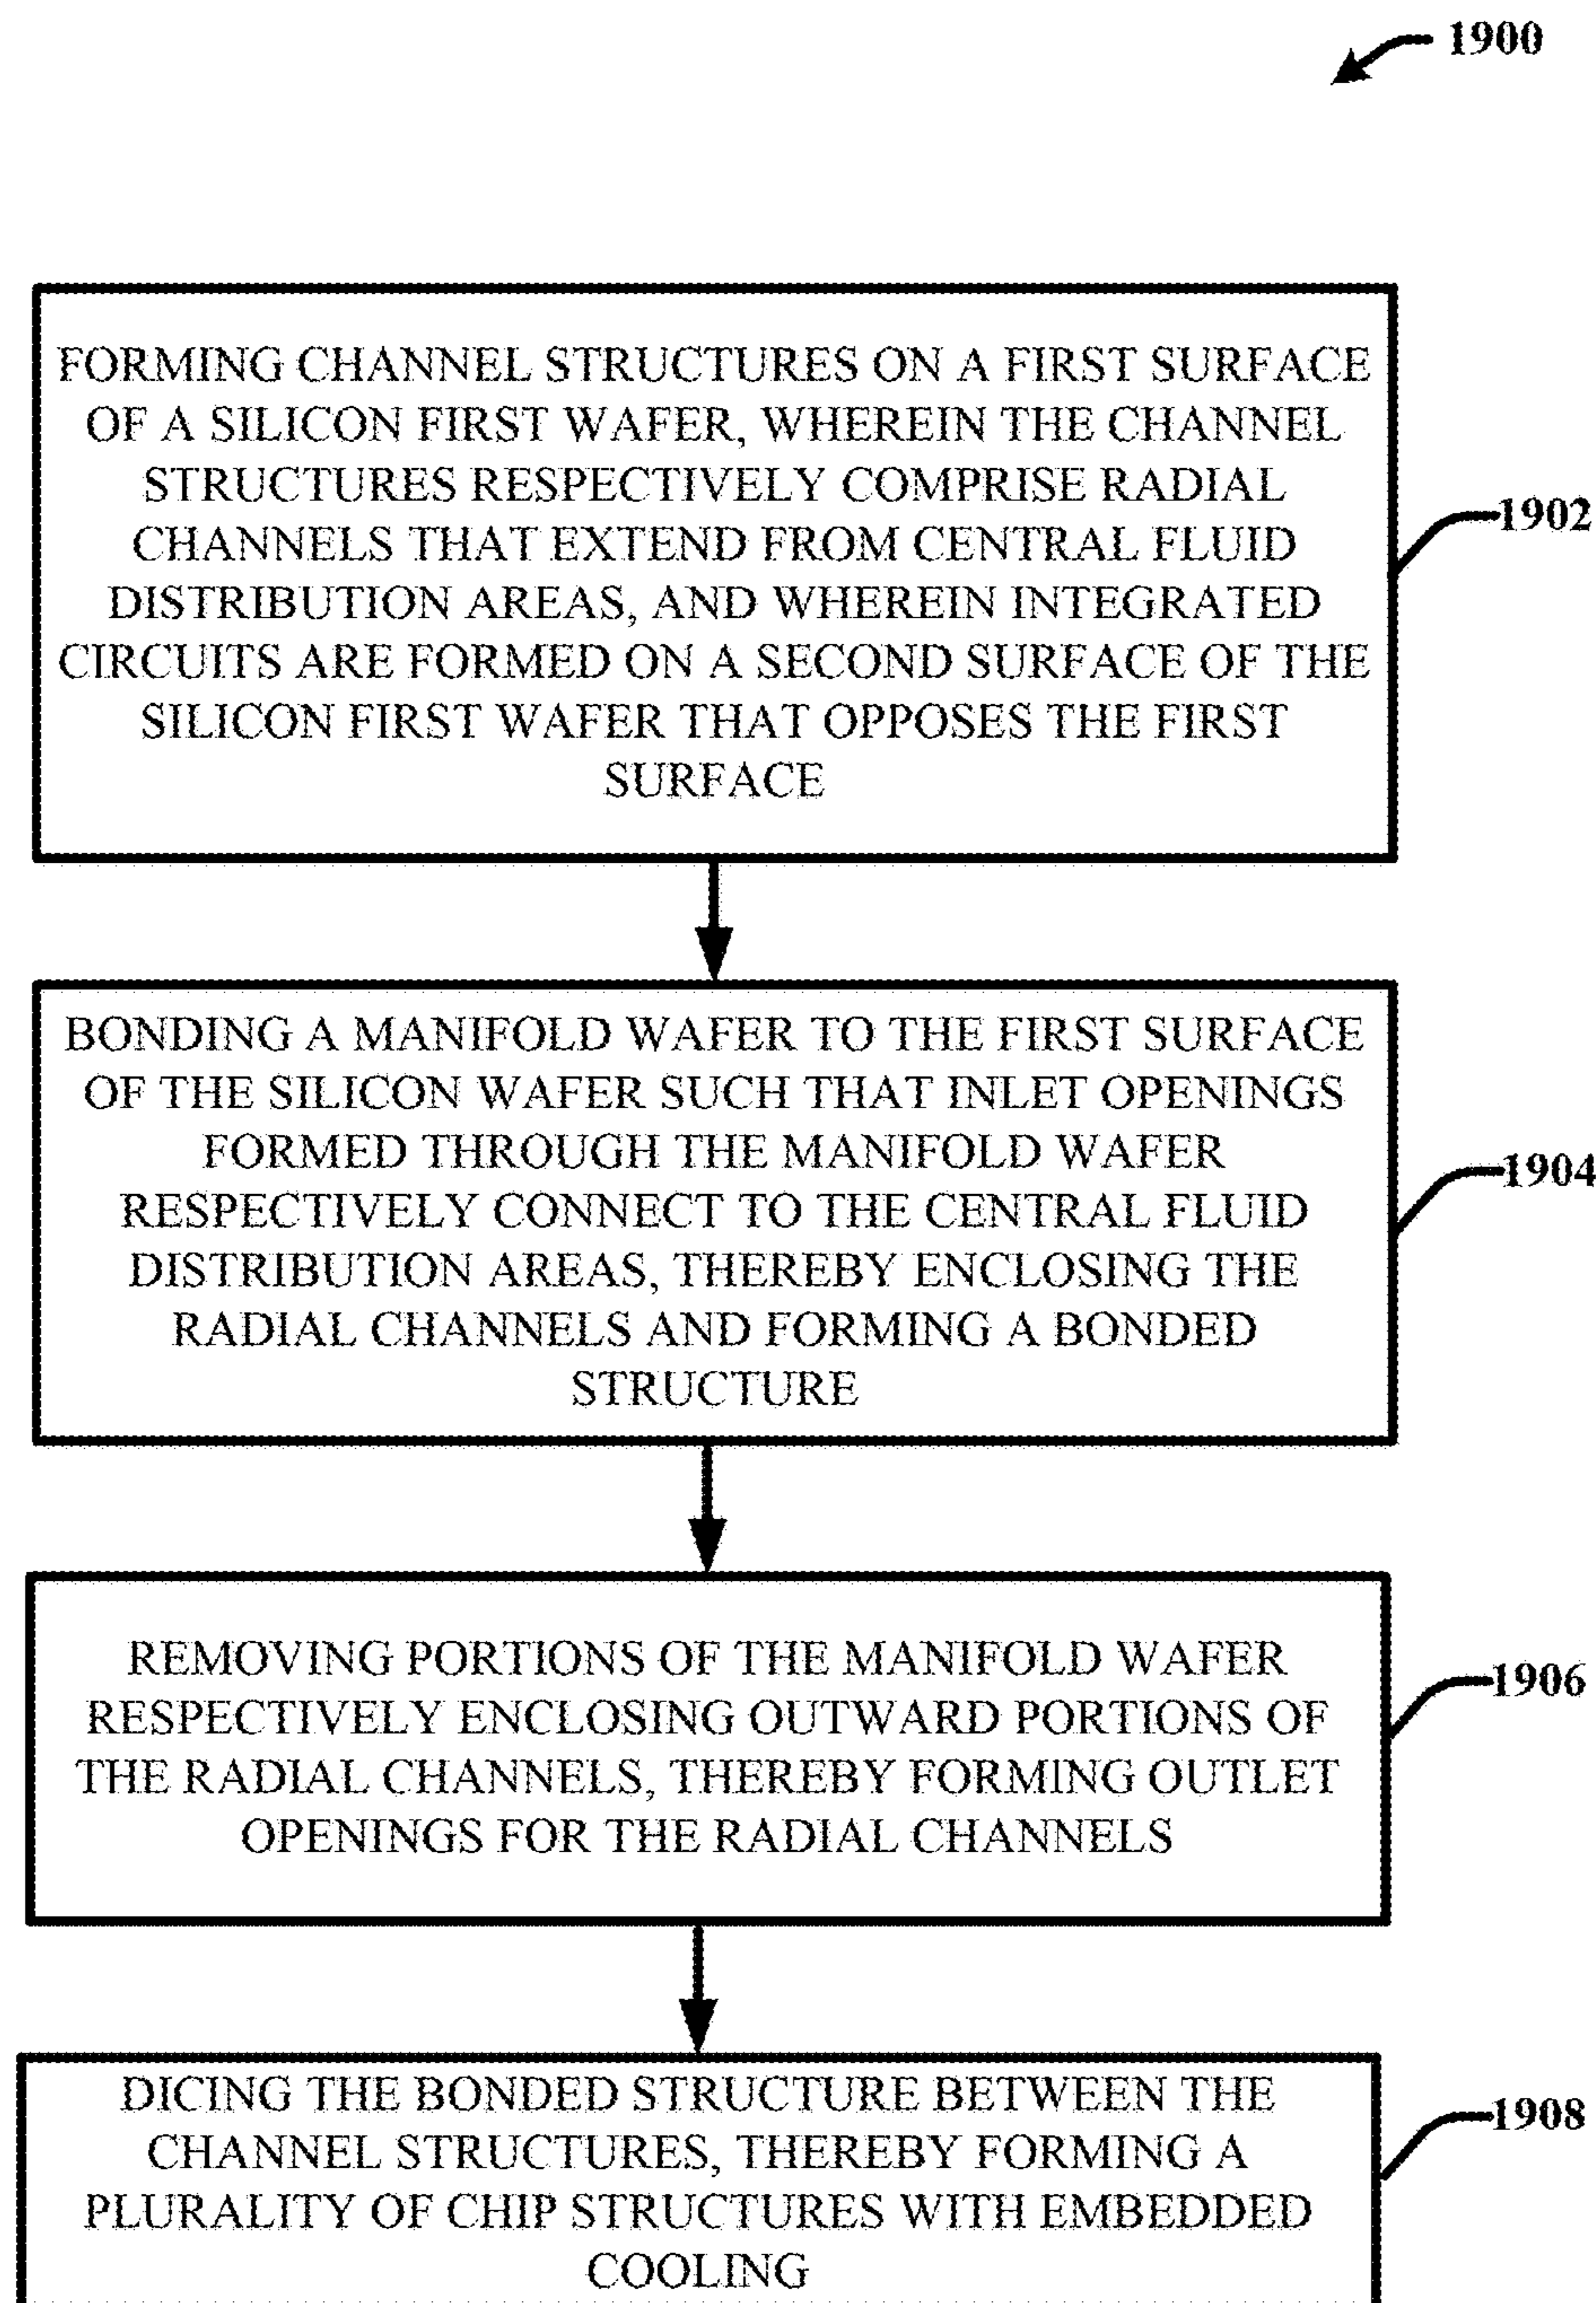 1900
FORMING CHANNEL STRUCTURES ON A FIRST SURFACE
OF A SILICON FIRST WAFER, WHEREIN THE CHANNEL
STRUCTURES RESPECTIVELY COMPRISE RADIAL
CHANNELS THAT EXTEND FROM CENTRAL FLUID
DISTRIBUTION AREAS, AND WHEREIN INTEGRATED
CIRCUITS ARE FORMED ON A SECOND SURFACE OF THE
SILICON FIRST WAFER THAT OPPOSES THE FIRST
SURFACE
1902
BONDING A MANIFOLD WAFER TO THE FIRST SURFACE
OF THE SILICON WAFER SUCH THAT INLET OPENINGS
FORMED THROUGH THE MANIFOLD WAFER
RESPECTIVELY CONNECT TO THE CENTRAL FLUID
DISTRIBUTION AREAS, THEREBY ENCLOSING THE
RADIAL CHANNELS AND FORMING A BONDED
STRUCTURE
1904
REMOVING PORTIONS OF THE MANIFOLD WAFER
RESPECTIVELY ENCLOSING OUTWARD PORTIONS OF
THE RADIAL CHANNELS, THEREBY FORMING OUTLET
OPENINGS FOR THE RADIAL CHANNELS
1906
DICING THE BONDED STRUCTURE BETWEEN THE
CHANNEL STRUCTURES, THEREBY FORMING A
PLURALITY OF CHIP STRUCTURES WITH EMBEDDED
COOLING
1908